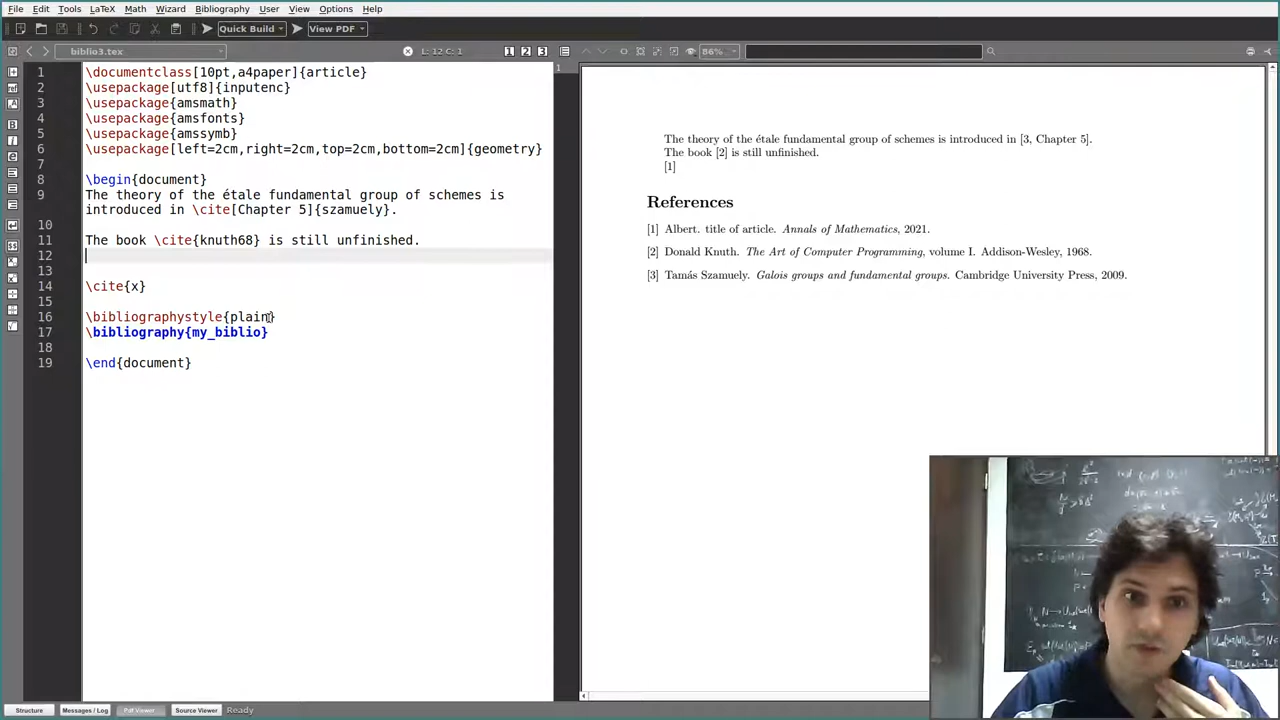 File Edit Tools LaTeX Math Wizard Bibliography User View Options Help
Quick Build View PDF
biblio3.tex L: 12 C: 1 1 2 3 86%
1 \documentclass[10pt,a4paper]{article}
2 \usepackage[utf8]{inputenc}
3 \usepackage{amsmath}
4 \usepackage{amsfonts}
5 \usepackage{amssymb}
6 \usepackage[left=2cm,right=2cm,top=2cm,bottom=2cm]{geometry}
7
8 \begin{document}
9 The theory of the étale fundamental group of schemes is
introduced in \cite[Chapter 5]{szamuely}.
10
11 The book \cite{knuth68} is still unfinished.
12
13
14 \cite{x}
15
16 \bibliographystyle{plain}
17 \bibliography{my_biblio}
18
19 \end{document}
1
The theory of the étale fundamental group of schemes is introduced in [3, Chapter 5].
The book [2] is still unfinished.
[1]
References
[1] Albert. title of article. Annals of Mathematics, 2021.
[2] Donald Knuth. The Art of Computer Programming, volume I. Addison-Wesley, 1968.
[3] Tamás Szamuely. Galois groups and fundamental groups. Cambridge University Press, 2009.
Structure Messages / Log Pdf Viewer Source Viewer Ready